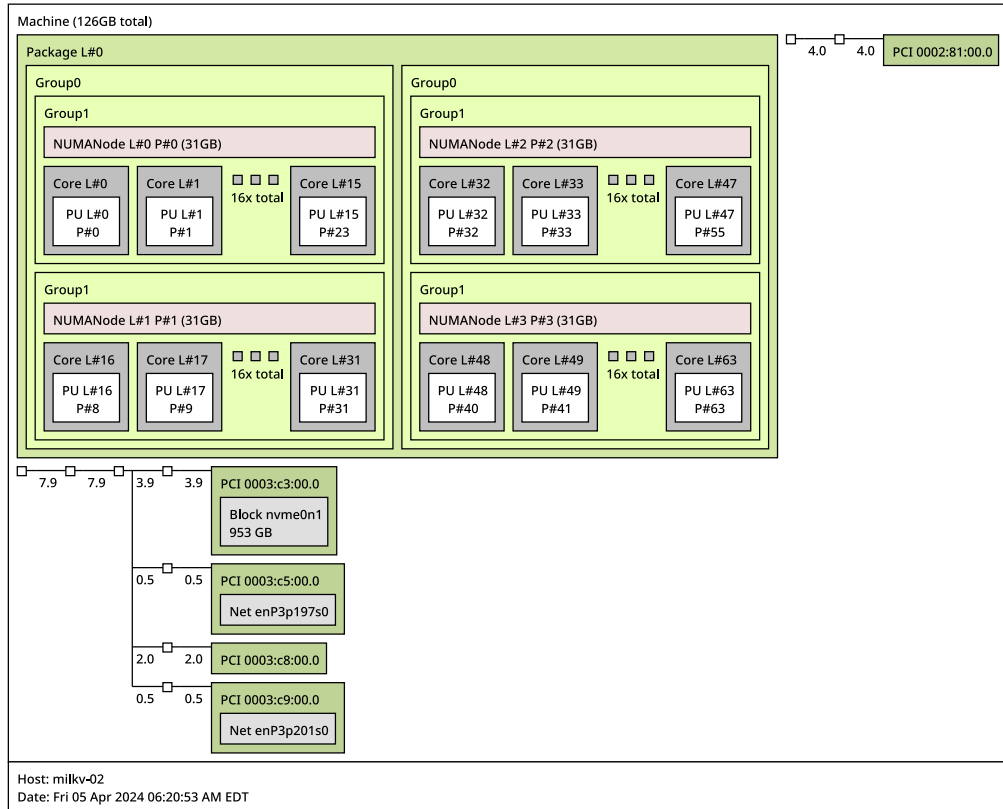 Machine (126GB total)
Package L#0
Group0
Group1
NUMANode L#0 P#0 (31GB)
Core L#0
PU L#0
P#0
Core L#1
PU L#1
P#1
16x total
Core L#15
PU L#15
P#23
Group1
NUMANode L#1 P#1 (31GB)
Core L#16
PU L#16
P#8
Core L#17
PU L#17
P#9
16x total
Core L#31
PU L#31
P#31
Group0
Group1
NUMANode L#2 P#2 (31GB)
Core L#32
PU L#32
P#32
Core L#33
PU L#33
P#33
16x total
Core L#47
PU L#47
P#55
Group1
NUMANode L#3 P#3 (31GB)
Core L#48
PU L#48
P#40
Core L#49
PU L#49
P#41
16x total
Core L#63
PU L#63
P#63
4.0 4.0 PCI 0002:81:00.0
7.9 7.9 3.9 3.9 PCI 0003:c3:00.0
Block nvme0n1
953 GB
0.5 0.5 PCI 0003:c5:00.0
Net enP3p197s0
2.0 2.0 PCI 0003:c8:00.0
0.5 0.5 PCI 0003:c9:00.0
Net enP3p201s0
Host: milkv-02
Date: Fri 05 Apr 2024 06:20:53 AM EDT